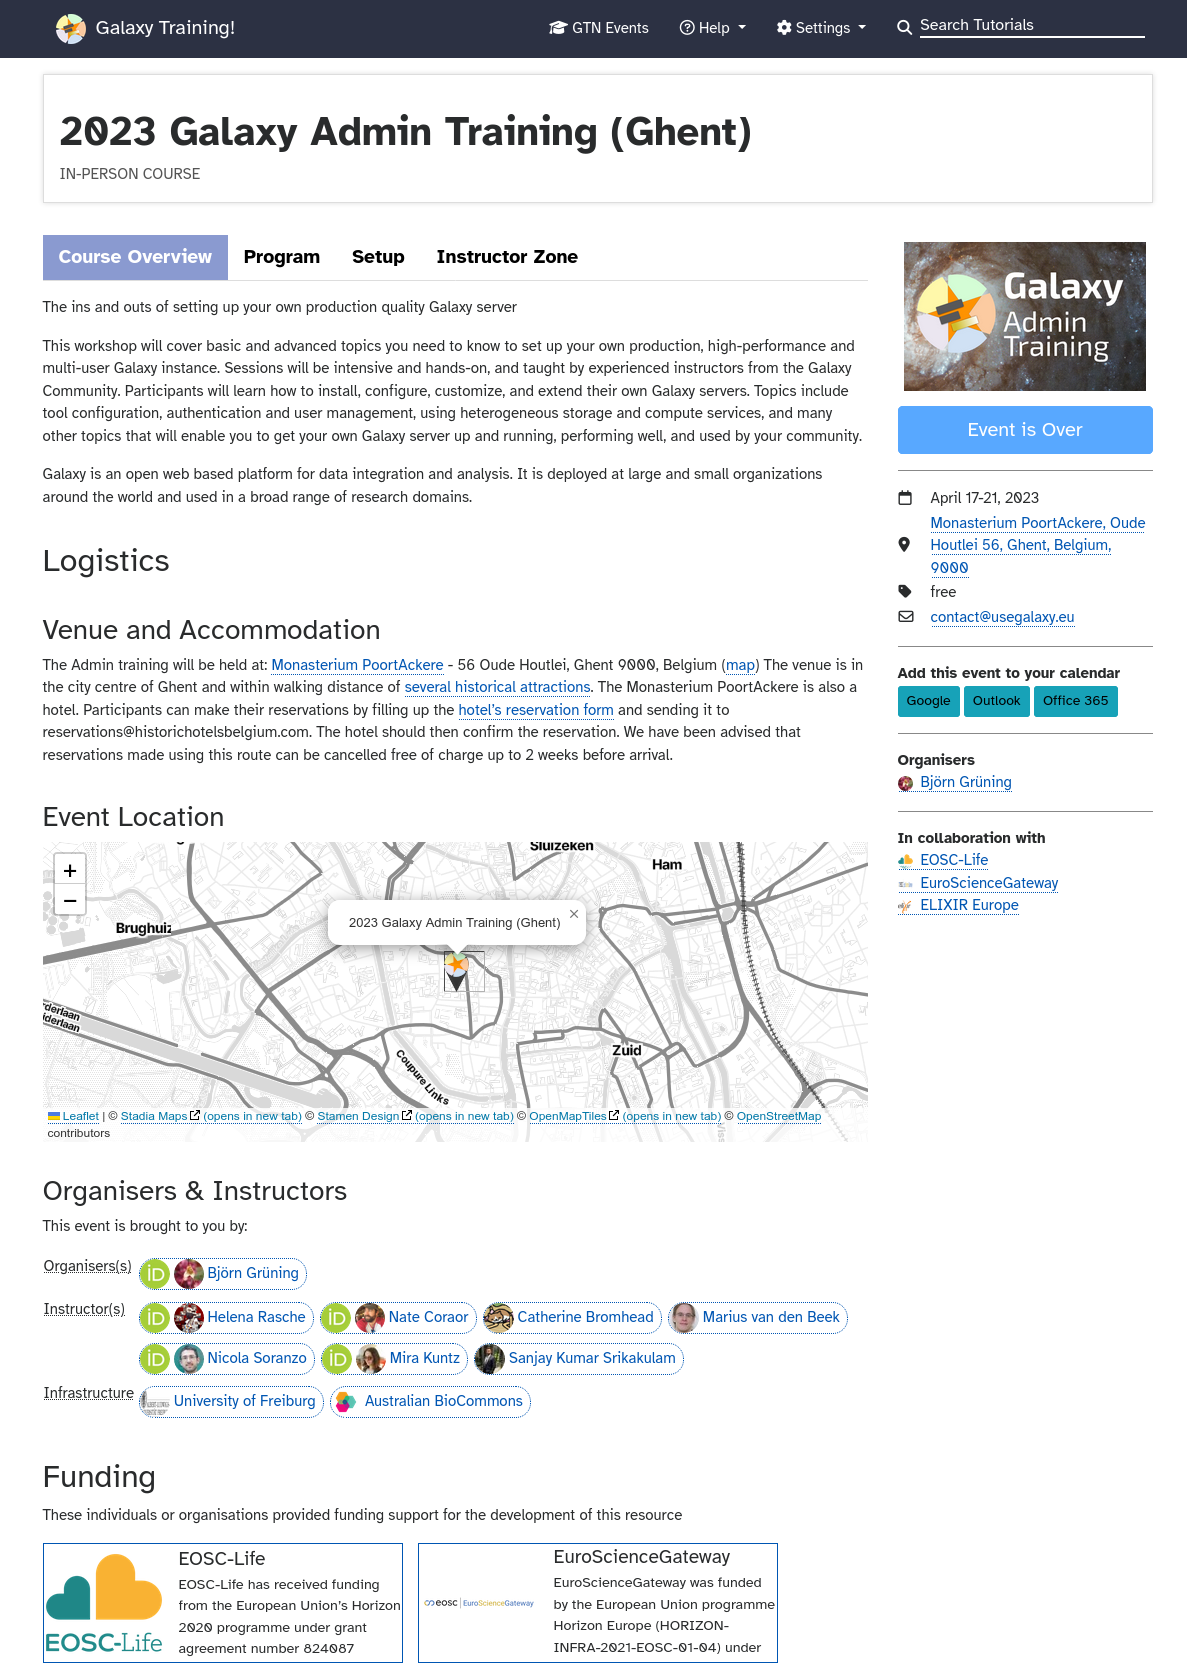 Galaxy Training!
GTN Events
Help
Settings
Search Tutorials
2023 Galaxy Admin Training (Ghent)
IN-PERSON COURSE
Course Overview
Program
Setup
Instructor Zone
The ins and outs of setting up your own production quality Galaxy server
This workshop will cover basic and advanced topics you need to know to set up your own production, high-performance and
multi-user Galaxy instance. Sessions will be intensive and hands-on, and taught by experienced instructors from the Galaxy
Community. Participants will learn how to install, configure, customize, and extend their own Galaxy servers. Topics include
tool configuration, authentication and user management, using heterogeneous storage and compute services, and many
other topics that will enable you to get your own Galaxy server up and running, performing well, and used by your community.
Galaxy is an open web based platform for data integration and analysis. It is deployed at large and small organizations
around the world and used in a broad range of research domains.
Logistics
Venue and Accommodation
The Admin training will be held at: Monasterium PoortAckere - 56 Oude Houtlei, Ghent 9000, Belgium (map) The venue is in
the city centre of Ghent and within walking distance of several historical attractions. The Monasterium PoortAckere is also a
hotel. Participants can make their reservations by filling up the hotel's reservation form and sending it to
reservations@historichotelsbelgium.com. The hotel should then confirm the reservation. We have been advised that
reservations made using this route can be cancelled free of charge up to 2 weeks before arrival.
Event Location
+
−
Sluizeken
Ham
Brughuiz
2023 Galaxy Admin Training (Ghent)
×
rderlaan
iderlaan
Zuid
Coupure Links
Leaflet | © Stadia Maps (opens in new tab) © Stamen Design (opens in new tab) © OpenMapTiles (opens in new tab) © OpenStreetMap
contributors
Organisers & Instructors
This event is brought to you by:
Organisers(s)
iD Björn Grüning
Instructor(s)
iD Helena Rasche iD Nate Coraor Catherine Bromhead Marius van den Beek
iD Nicola Soranzo iD Mira Kuntz Sanjay Kumar Srikakulam
Infrastructure
University of Freiburg Australian BioCommons
Funding
These individuals or organisations provided funding support for the development of this resource
EOSC-Life
EOSC-Life
EOSC-Life has received funding
from the European Union's Horizon
2020 programme under grant
agreement number 824087
eosc | EuroScienceGateway
EuroScienceGateway
EuroScienceGateway was funded
by the European Union programme
Horizon Europe (HORIZON-
INFRA-2021-EOSC-01-04) under
Galaxy
Admin
Training
Event is Over
April 17-21, 2023
Monasterium PoortAckere, Oude
Houtlei 56, Ghent, Belgium,
9000
free
contact@usegalaxy.eu
Add this event to your calendar
Google
Outlook
Office 365
Organisers
Björn Grüning
In collaboration with
EOSC-Life
EuroScienceGateway
ELIXIR Europe